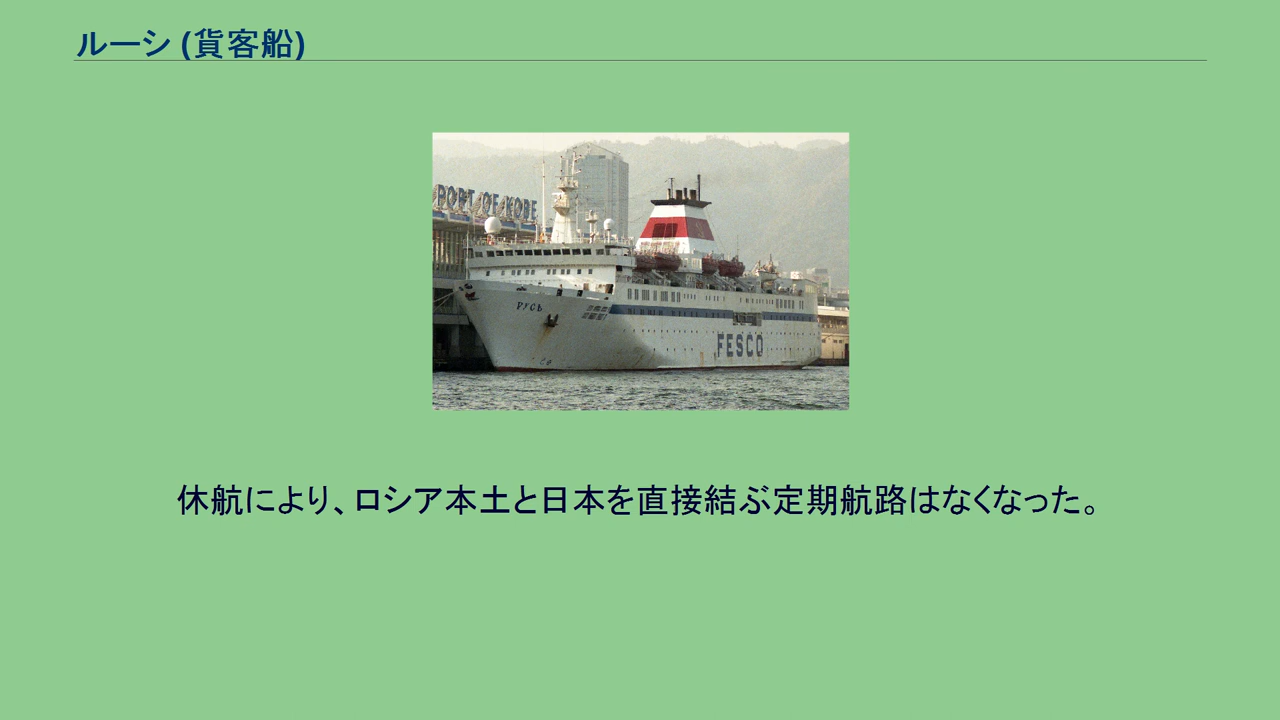 ルーシ (貨客船)
PORT OF KOBE
РУСЬ
FESCO
休航により、ロシア本土と日本を直接結ぶ定期航路はなくなった。